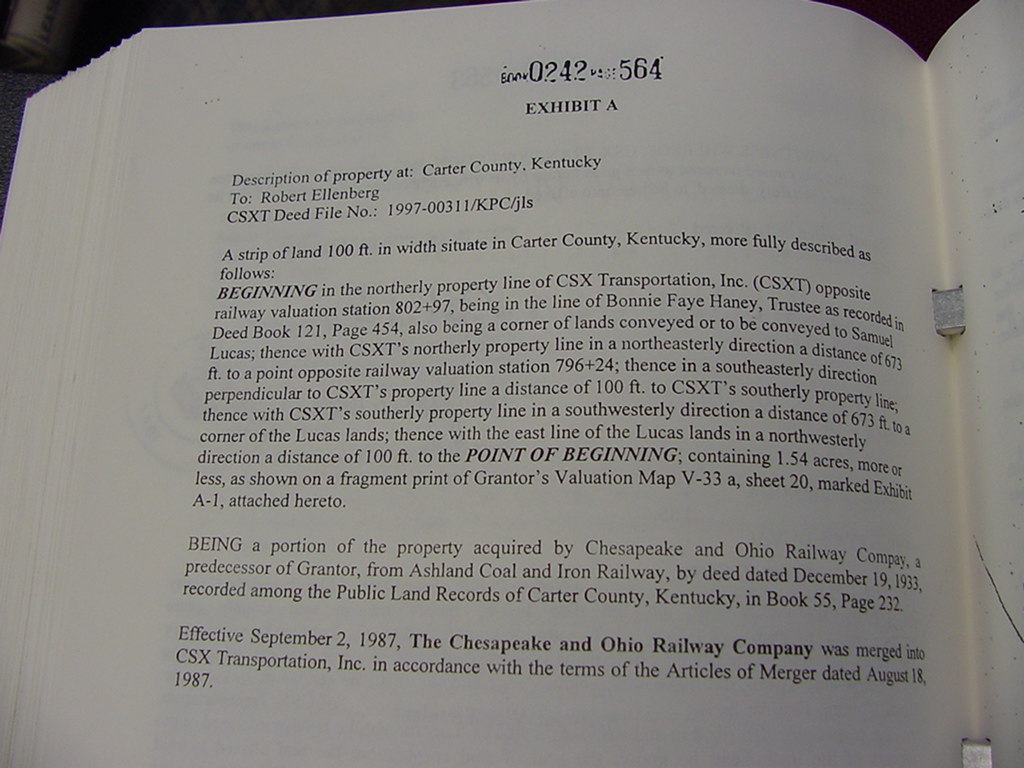 0242 564
EXHIBIT A
Description of property at: Carter County, Kentucky
To: Robert Ellenberg
CSXT Deed File No.: 1997-00311/KPC/jls
A strip of land 100 ft. in width situate in Carter County, Kentucky, more fully described as
follows:
BEGINNING in the northerly property line of CSX Transportation, Inc. (CSXT) opposite
railway valuation station 802+97, being in the line of Bonnie Faye Haney, Trustee as recorded in
Deed Book 121, Page 454, also being a corner of lands conveyed or to be conveyed to Samuel
Lucas; thence with CSXT's northerly property line in a northeasterly direction a distance of 673
ft. to a point opposite railway valuation station 796+24; thence in a southeasterly direction
perpendicular to CSXT's property line a distance of 100 ft. to CSXT's southerly property line;
thence with CSXT's southerly property line in a southwesterly direction a distance of 673 ft. to a
corner of the Lucas lands; thence with the east line of the Lucas lands in a northwesterly
direction a distance of 100 ft. to the POINT OF BEGINNING; containing 1.54 acres, more or
less, as shown on a fragment print of Grantor's Valuation Map V-33 a, sheet 20, marked Exhibit
A-1, attached hereto.
BEING a portion of the property acquired by Chesapeake and Ohio Railway Compay, a
predecessor of Grantor, from Ashland Coal and Iron Railway, by deed dated December 19, 1933,
recorded among the Public Land Records of Carter County, Kentucky, in Book 55, Page 232.
Effective September 2, 1987, The Chesapeake and Ohio Railway Company was merged into
CSX Transportation, Inc. in accordance with the terms of the Articles of Merger dated August 18,
1987.